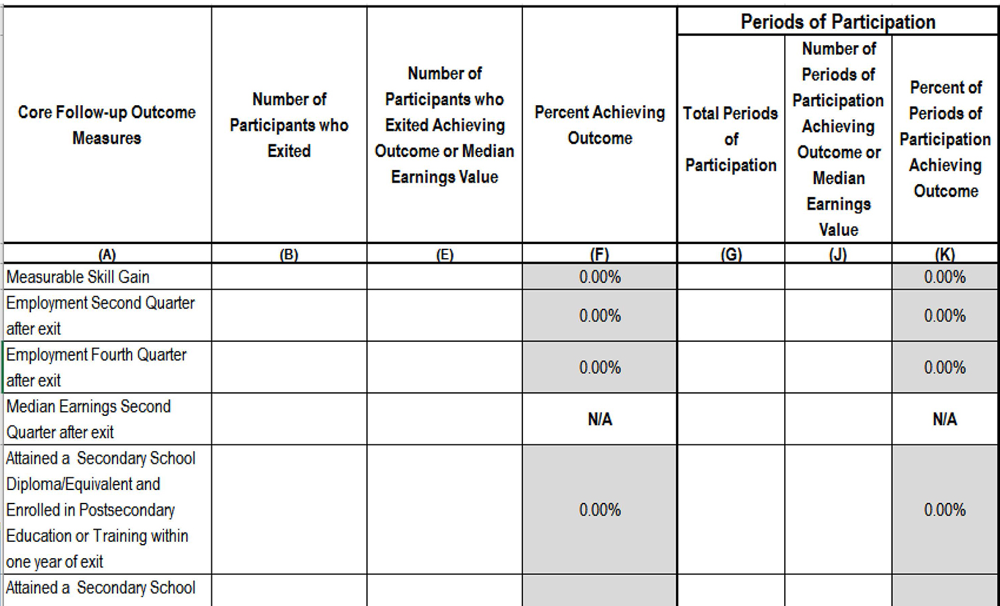 Periods of Participation
Core Follow-up Outcome
Measures
Number of
Participants who
Exited
Number of
Participants who
Exited Achieving
Outcome or Median
Earnings Value
Percent Achieving
Outcome
Total Periods
of
Participation
Number of
Periods of
Participation
Achieving
Outcome or
Median
Earnings
Value
Percent of
Periods of
Participation
Achieving
Outcome
(A) (B) (E) (F) (G) (J) (K)
Measurable Skill Gain 0.00% 0.00%
Employment Second Quarter
after exit
0.00% 0.00%
Employment Fourth Quarter
after exit
0.00% 0.00%
Median Earnings Second
Quarter after exit
N/A N/A
Attained a Secondary School
Diploma/Equivalent and
Enrolled in Postsecondary
Education or Training within
one year of exit
0.00% 0.00%
Attained a Secondary School